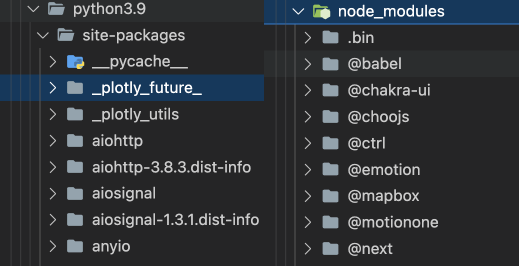 python3.9
site-packages
__pycache__
_plotly_future_
_plotly_utils
aiohttp
aiohttp-3.8.3.dist-info
aiosignal
aiosignal-1.3.1.dist-info
anyio
node_modules
.bin
@babel
@chakra-ui
@choojs
@ctrl
@emotion
@mapbox
@motionone
@next